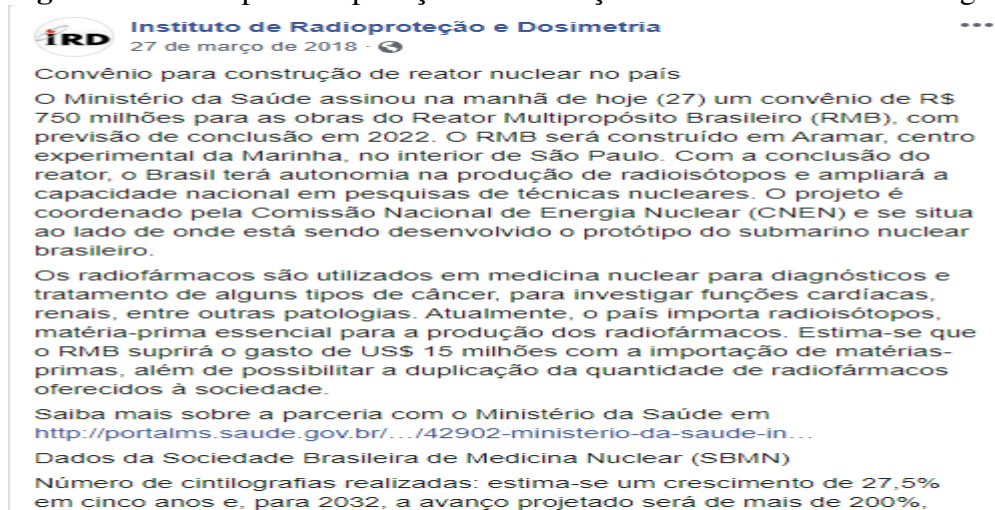 IRD Instituto de Radioproteção e Dosimetria
27 de março de 2018 ·
Convênio para construção de reator nuclear no país
O Ministério da Saúde assinou na manhã de hoje (27) um convênio de R$
750 milhões para as obras do Reator Multipropósito Brasileiro (RMB), com
previsão de conclusão em 2022. O RMB será construído em Aramar, centro
experimental da Marinha, no interior de São Paulo. Com a conclusão do
reator, o Brasil terá autonomia na produção de radioisótopos e ampliará a
capacidade nacional em pesquisas de técnicas nucleares. O projeto é
coordenado pela Comissão Nacional de Energia Nuclear (CNEN) e se situa
ao lado de onde está sendo desenvolvido o protótipo do submarino nuclear
brasileiro.
Os radiofármacos são utilizados em medicina nuclear para diagnósticos e
tratamento de alguns tipos de câncer, para investigar funções cardíacas,
renais, entre outras patologias. Atualmente, o país importa radioisótopos,
matéria-prima essencial para a produção dos radiofármacos. Estima-se que
o RMB suprirá o gasto de US$ 15 milhões com a importação de matérias-
primas, além de possibilitar a duplicação da quantidade de radiofármacos
oferecidos à sociedade.
Saiba mais sobre a parceria com o Ministério da Saúde em
http://portalms.saude.gov.br/…/42902-ministerio-da-saude-in…
Dados da Sociedade Brasileira de Medicina Nuclear (SBMN)
Número de cintilografias realizadas: estima-se um crescimento de 27,5%
em cinco anos e, para 2032, a avanço projetado será de mais de 200%,